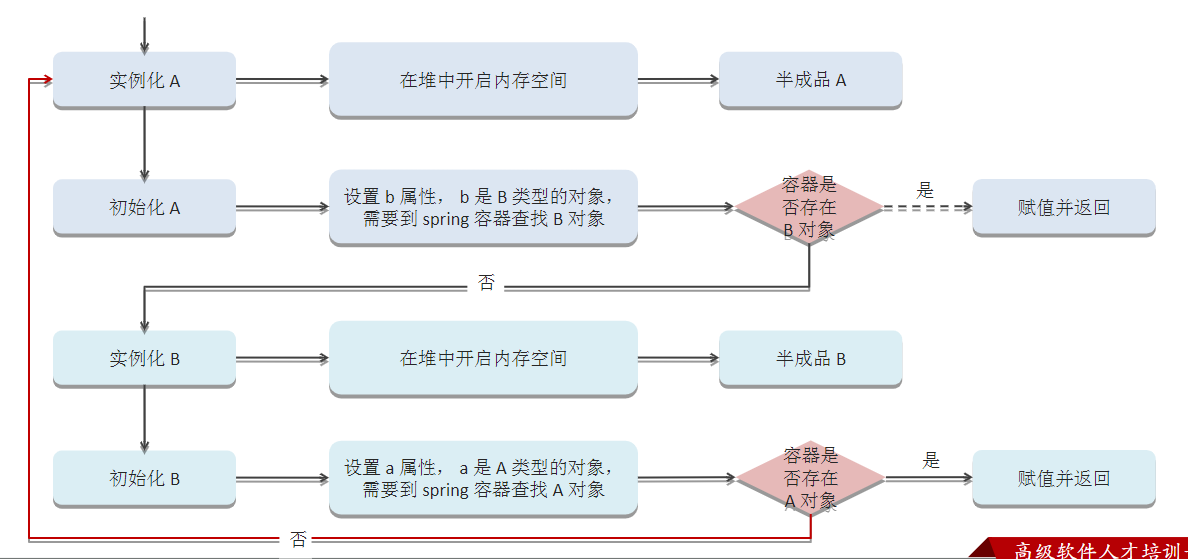 实例化 A
在堆中开启内存空间
半成品 A
初始化 A
设置 b 属性， b 是 B 类型的对象，
需要到 spring 容器查找 B 对象
容器是
否存在
B 对象
是
赋值并返回
否
实例化 B
在堆中开启内存空间
半成品 B
初始化 B
设置 a 属性， a 是 A 类型的对象，
需要到 spring 容器查找 A 对象
容器是
否存在
A 对象
是
赋值并返回
否
高级软件人才培训